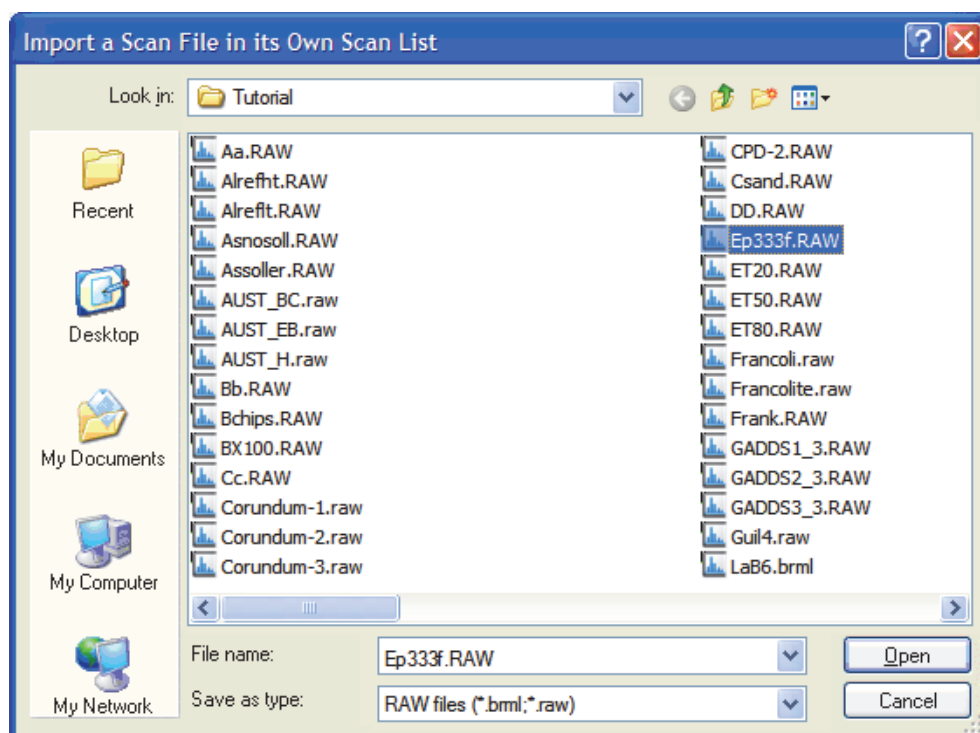 Import a Scan File in its Own Scan List
Look in: Tutorial
Recent
Desktop
My Documents
My Computer
My Network
Aa.RAW
Alrefht.RAW
Alreflt.RAW
Asnosoll.RAW
Assoller.RAW
AUST_BC.raw
AUST_EB.raw
AUST_H.raw
Bb.RAW
Bchips.RAW
BX100.RAW
Cc.RAW
Corundum-1.raw
Corundum-2.raw
Corundum-3.raw
CPD-2.RAW
Csand.RAW
DD.RAW
Ep333f.RAW
ET20.RAW
ET50.RAW
ET80.RAW
Francoli.raw
Francolite.raw
Frank.RAW
GADDS1_3.RAW
GADDS2_3.RAW
GADDS3_3.RAW
Guil4.raw
LaB6.brml
File name: Ep333f.RAW Open
Save as type: RAW files (*.brml;*.raw) Cancel